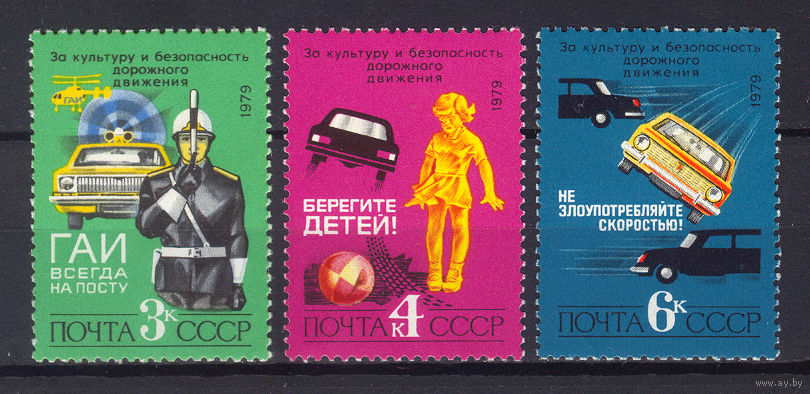 За культуру и безопасность
дорожного
движения
1979
ГАИ
ГАИ
ВСЕГДА
НА ПОСТУ
ПОЧТА 3К СССР
За культуру и безопасность
дорожного
движения
1979
БЕРЕГИТЕ
ДЕТЕЙ!
ПОЧТА 4К СССР
За культуру и безопасность
дорожного
движения
1979
НЕ
ЗЛОУПОТРЕБЛЯЙТЕ
СКОРОСТЬЮ!
ПОЧТА 6К СССР
www.ay.by